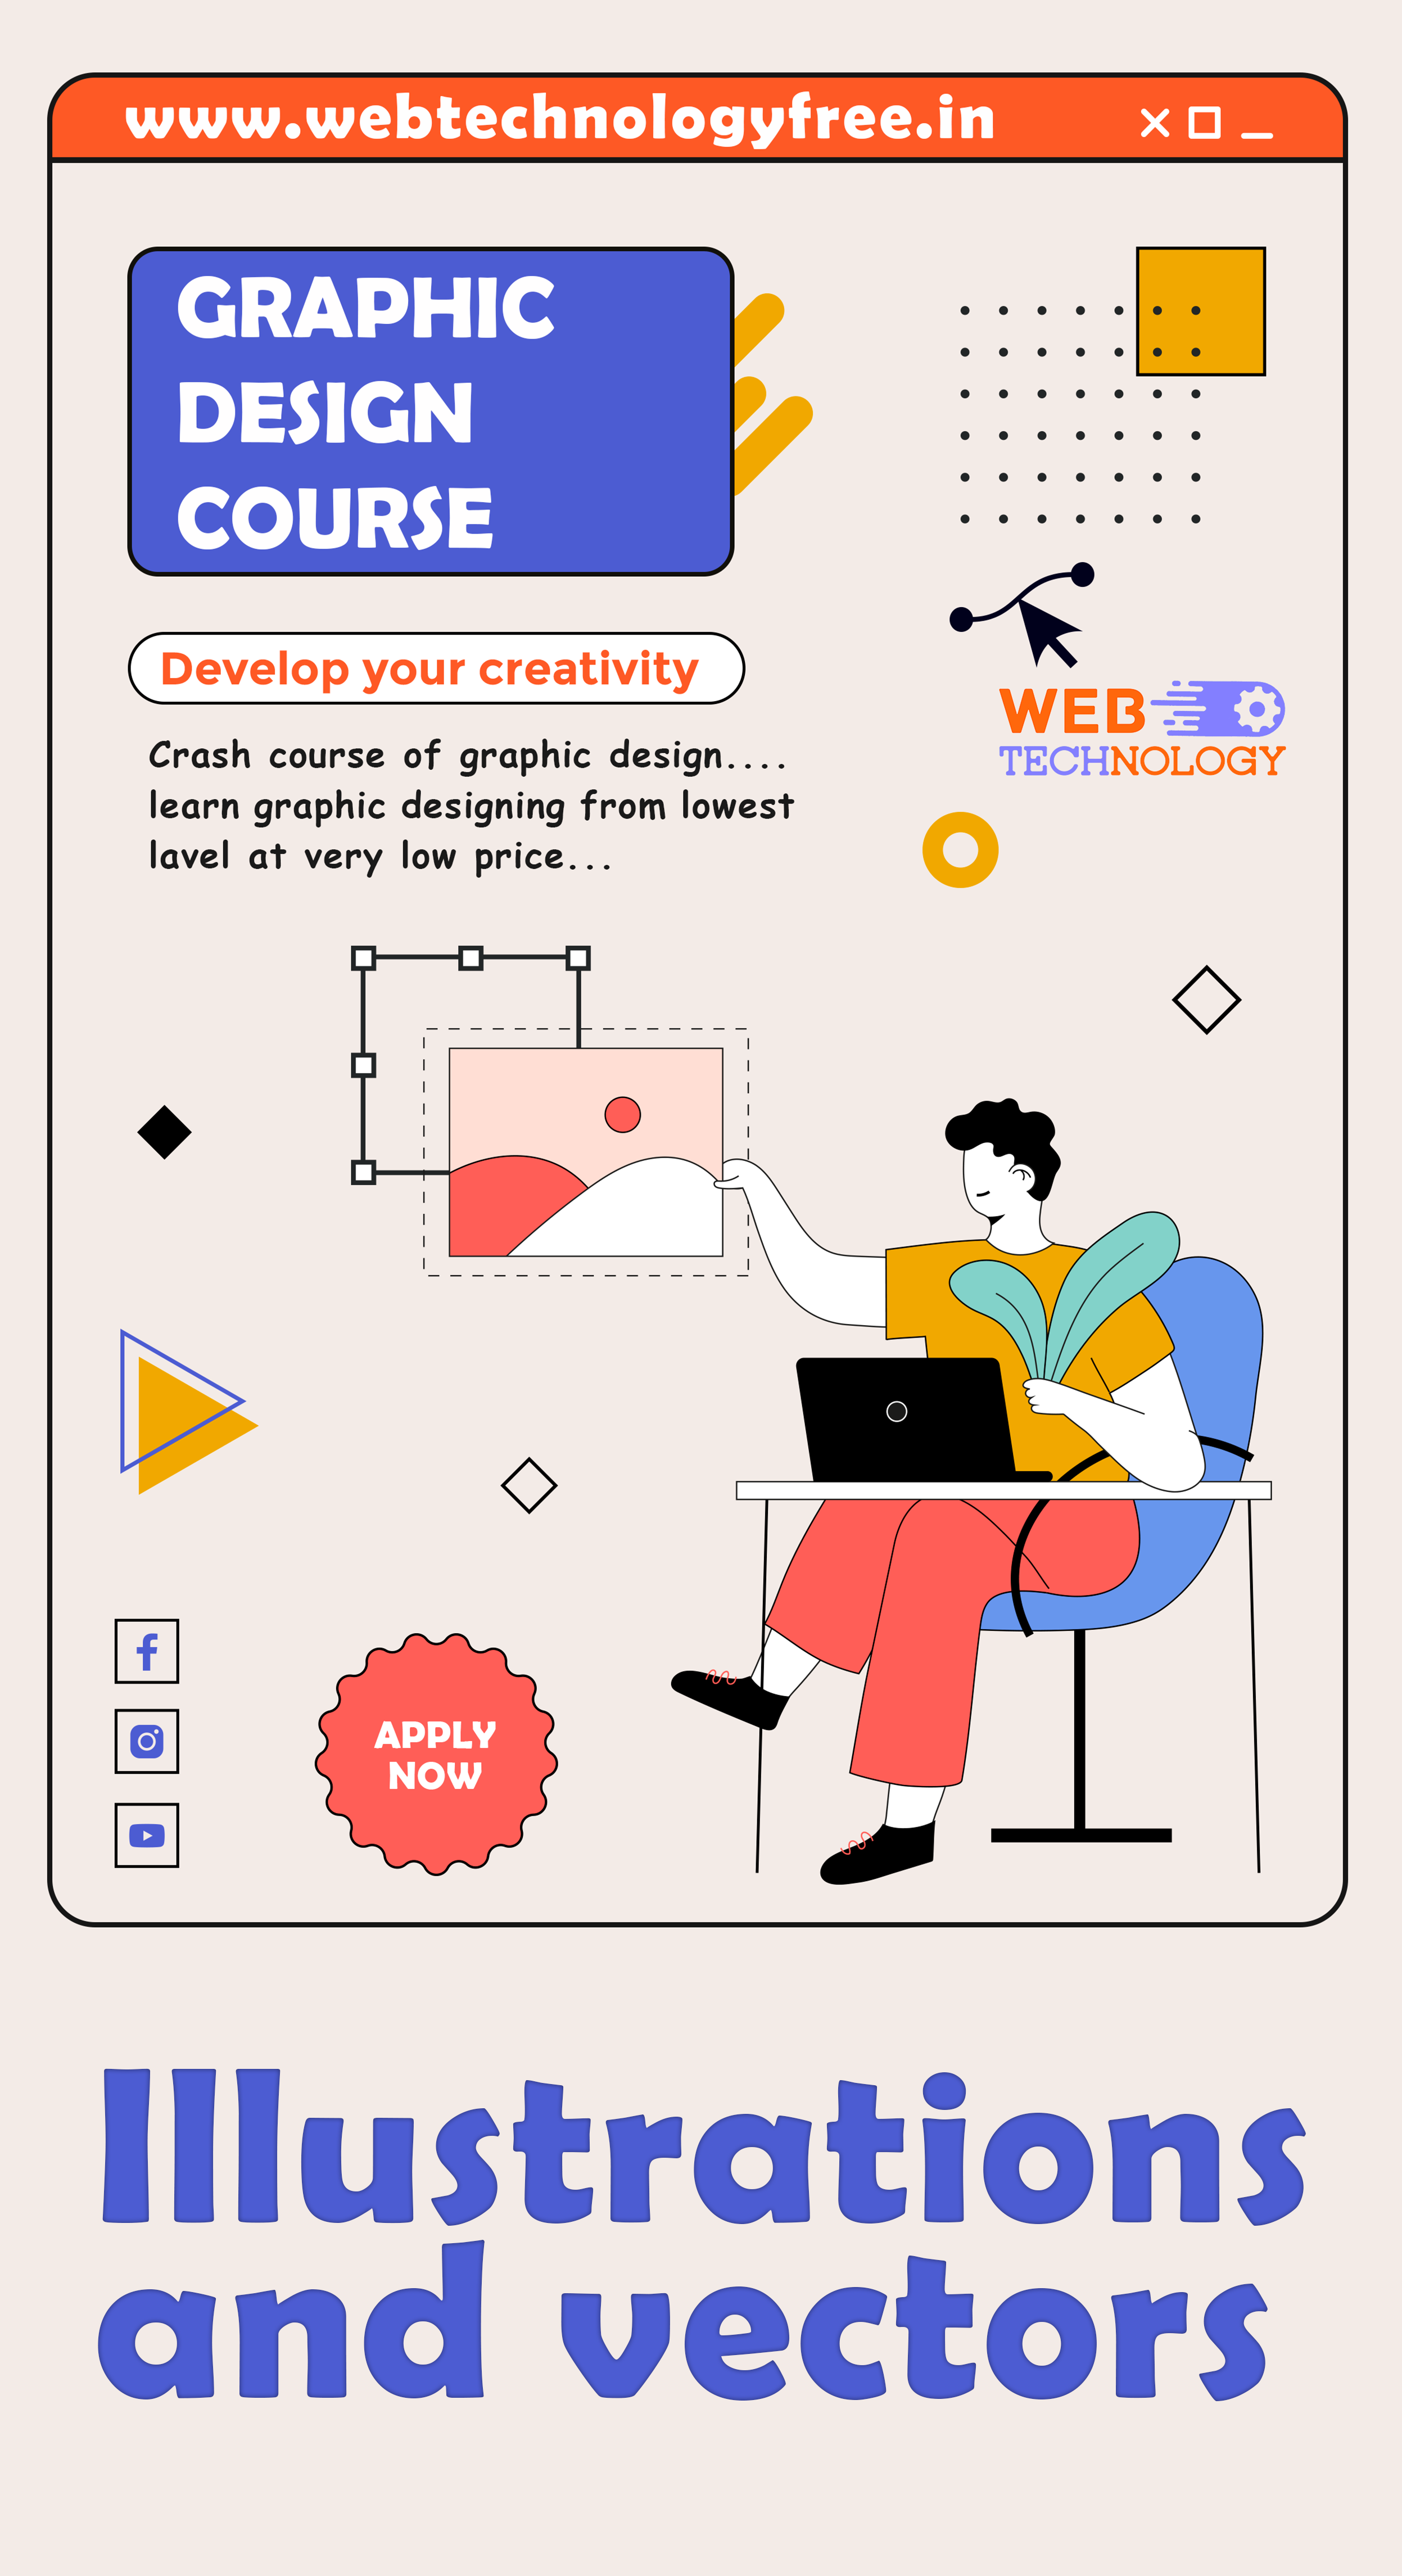 www.webtechnologyfree.in
GRAPHIC
DESIGN
COURSE
Develop your creativity
Crash course of graphic design....
learn graphic designing from lowest
lavel at very low price...
WEB
TECHNOLOGY
APPLY
NOW
Illustrations
and vectors